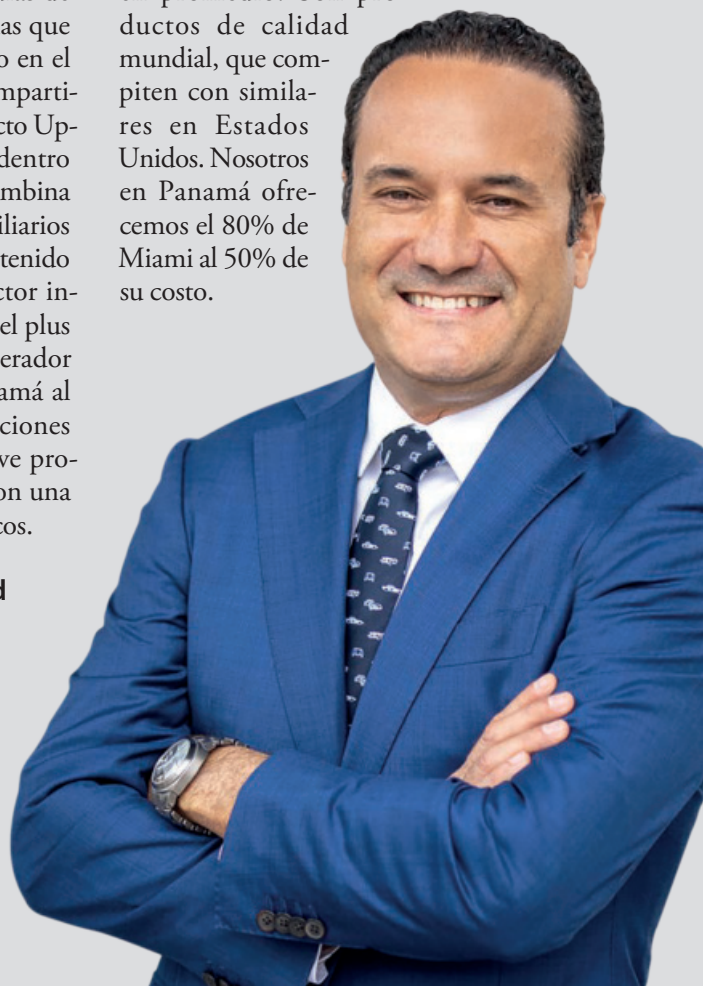 as que
o en el
mparti-
cto Up-
dentro
mbina
iliarios
tenido
ctor in-
el plus
erador
amá al
ciones
ve pro-
on una
cos.
d
ductos de calidad
mundial, que com-
piten con simila-
res en Estados
Unidos. Nosotros
en Panamá ofre-
cemos el 80% de
Miami al 50% de
su costo.